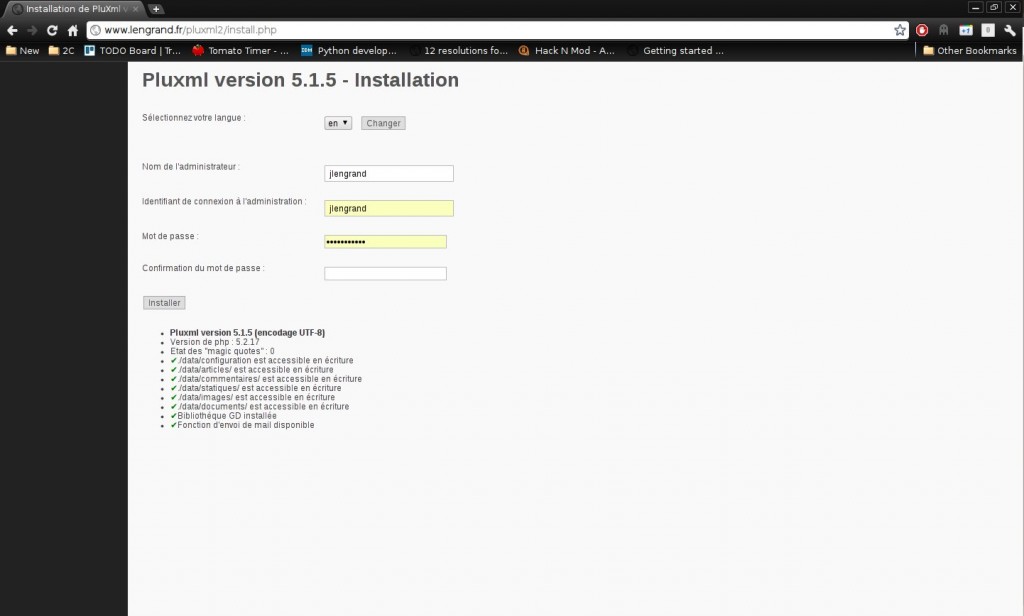 Installation de PluXml v
www.lengrand.fr/pluxml2/install.php
New 2C TODO Board | Tr... Tomato Timer - ... Python develop... 12 resolutions fo... Hack N Mod - A... Getting started ... Other Bookmarks
Pluxml version 5.1.5 - Installation
Sélectionnez votre langue : en Changer
Nom de l'administrateur : jlengrand
Identifiant de connexion à l'administration : jlengrand
Mot de passe : •••••••••••
Confirmation du mot de passe :
Installer
• Pluxml version 5.1.5 (encodage UTF-8)
• Version de php : 5.2.17
• Etat des "magic quotes" : 0
• ✔./data/configuration est accessible en écriture
• ✔./data/articles/ est accessible en écriture
• ✔./data/commentaires/ est accessible en écriture
• ✔./data/statiques/ est accessible en écriture
• ✔./data/images/ est accessible en écriture
• ✔./data/documents/ est accessible en écriture
• ✔Bibliothèque GD installée
• ✔Fonction d'envoi de mail disponible